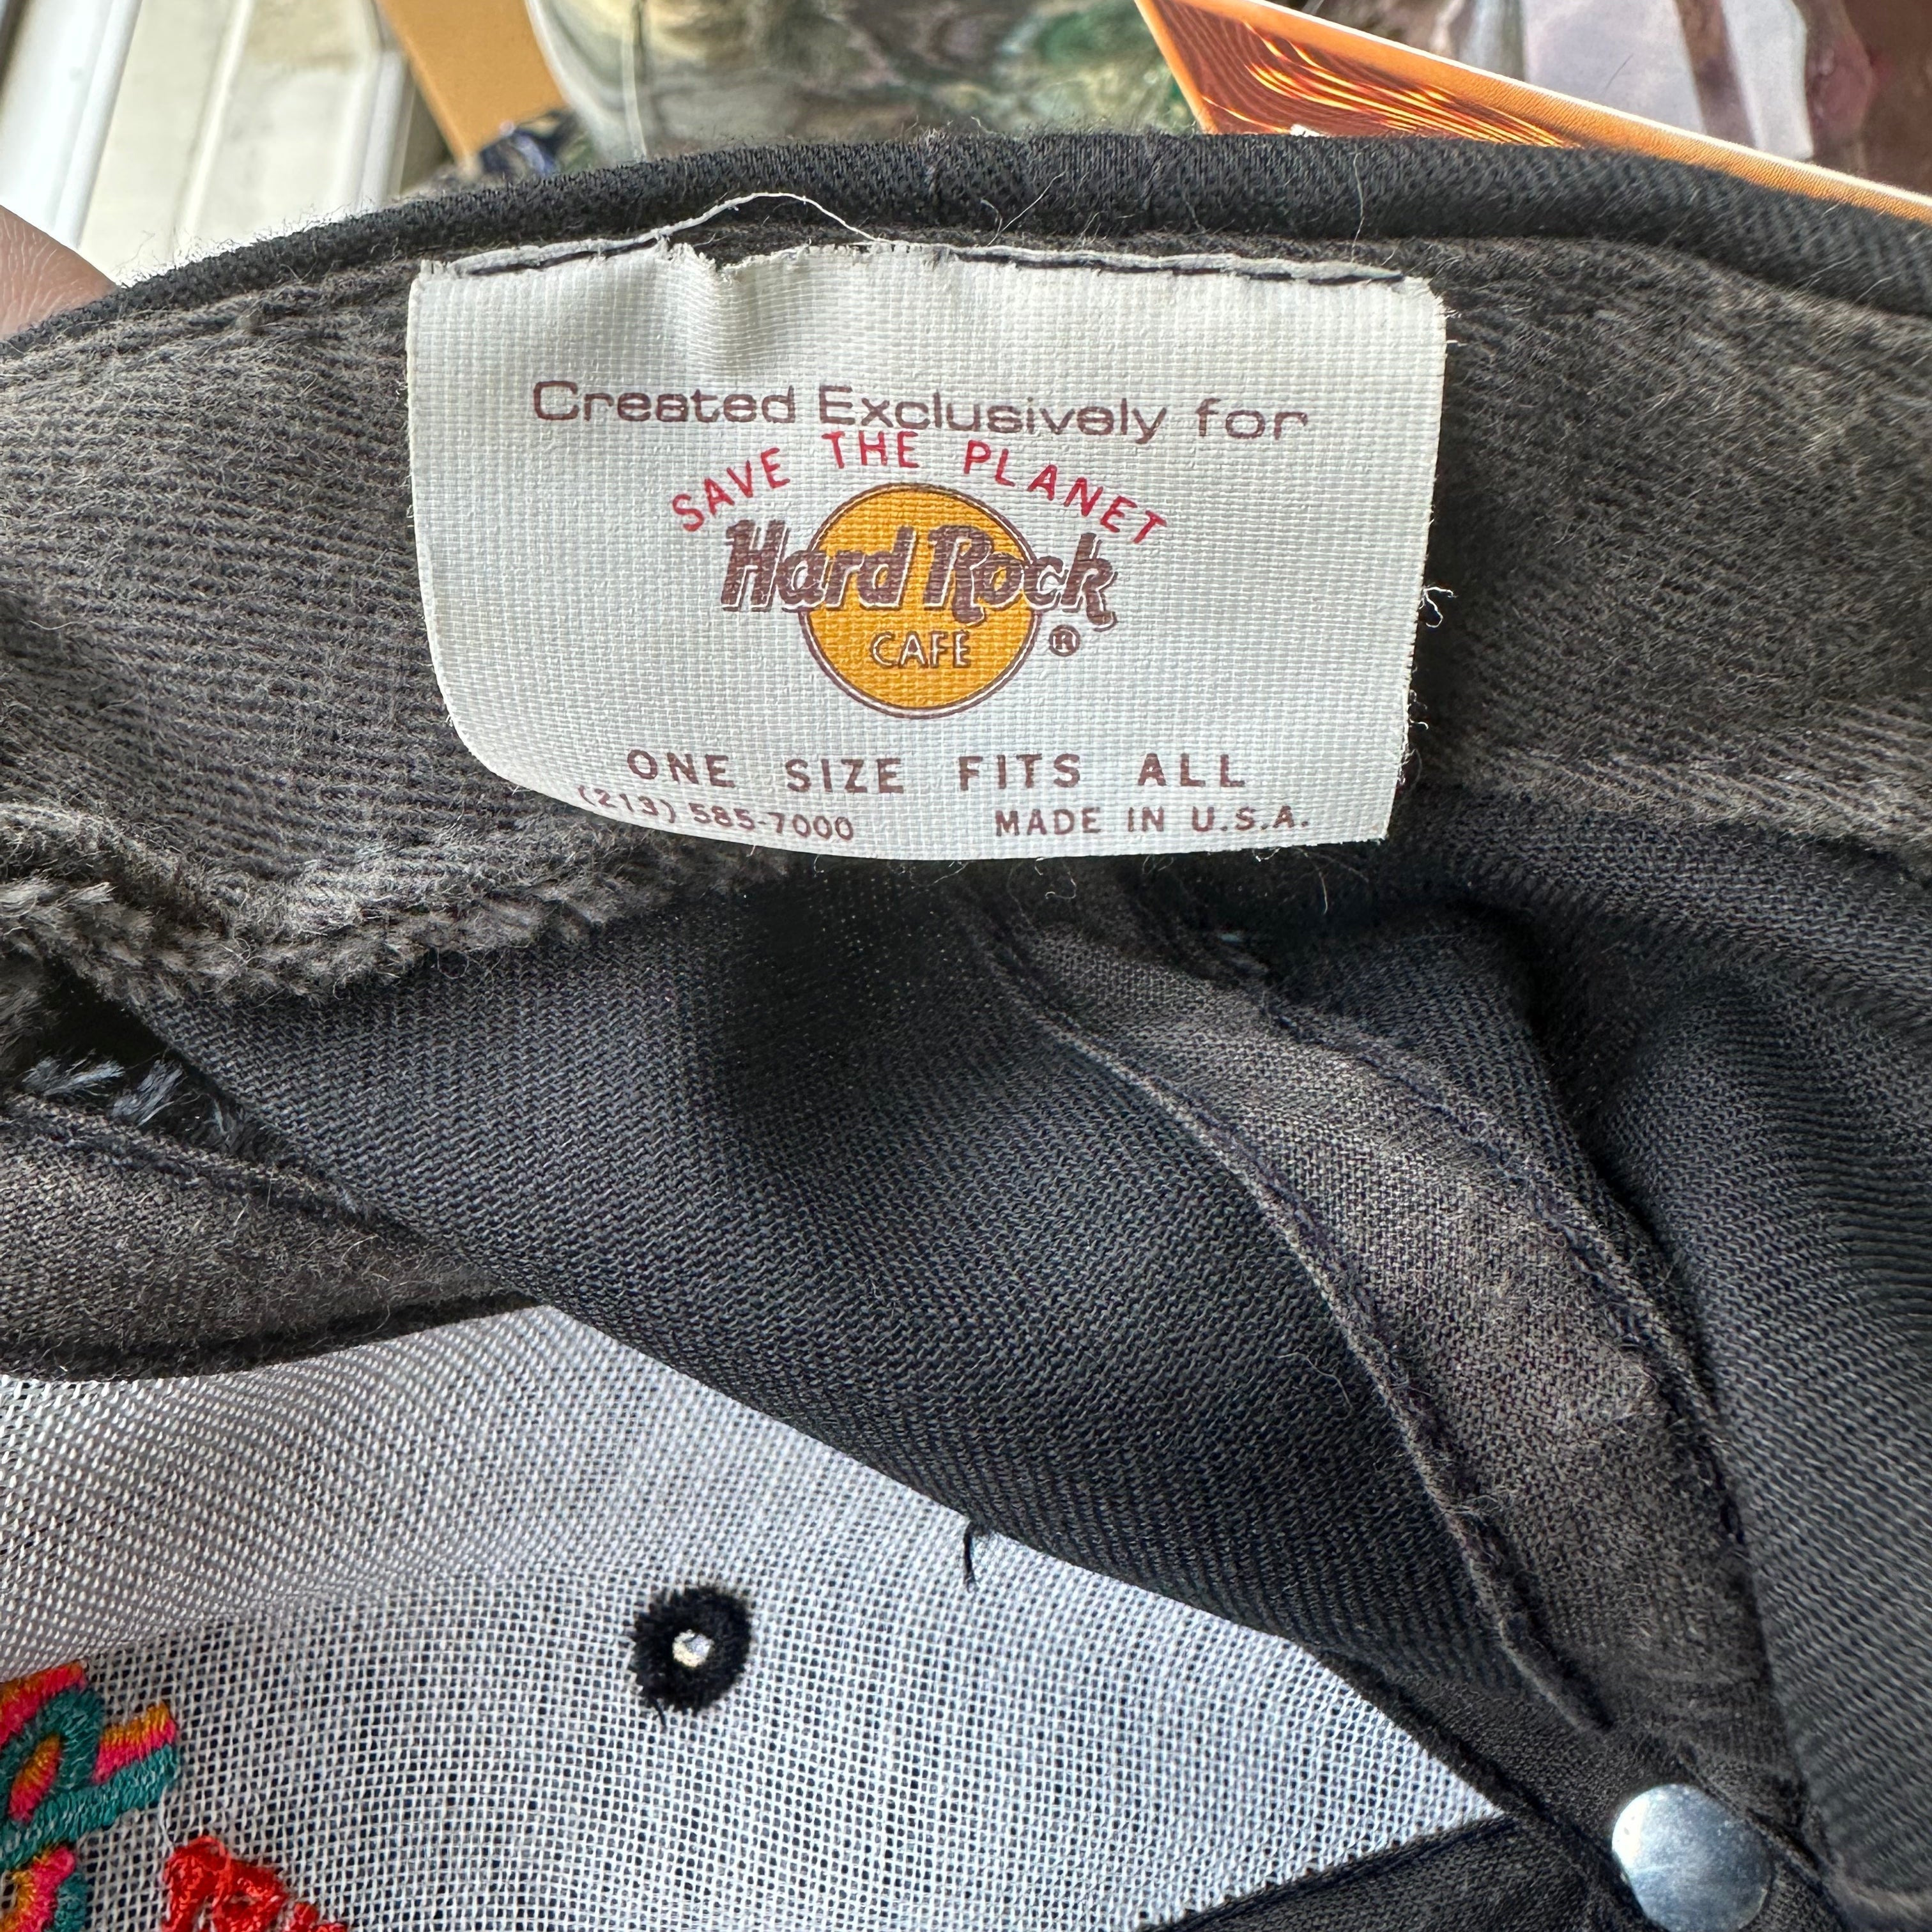 Created Exclusively for
SAVE THE PLANET
Hard Rock
CAFE ®
ONE SIZE FITS ALL
(213) 585-7000 MADE IN U.S.A.